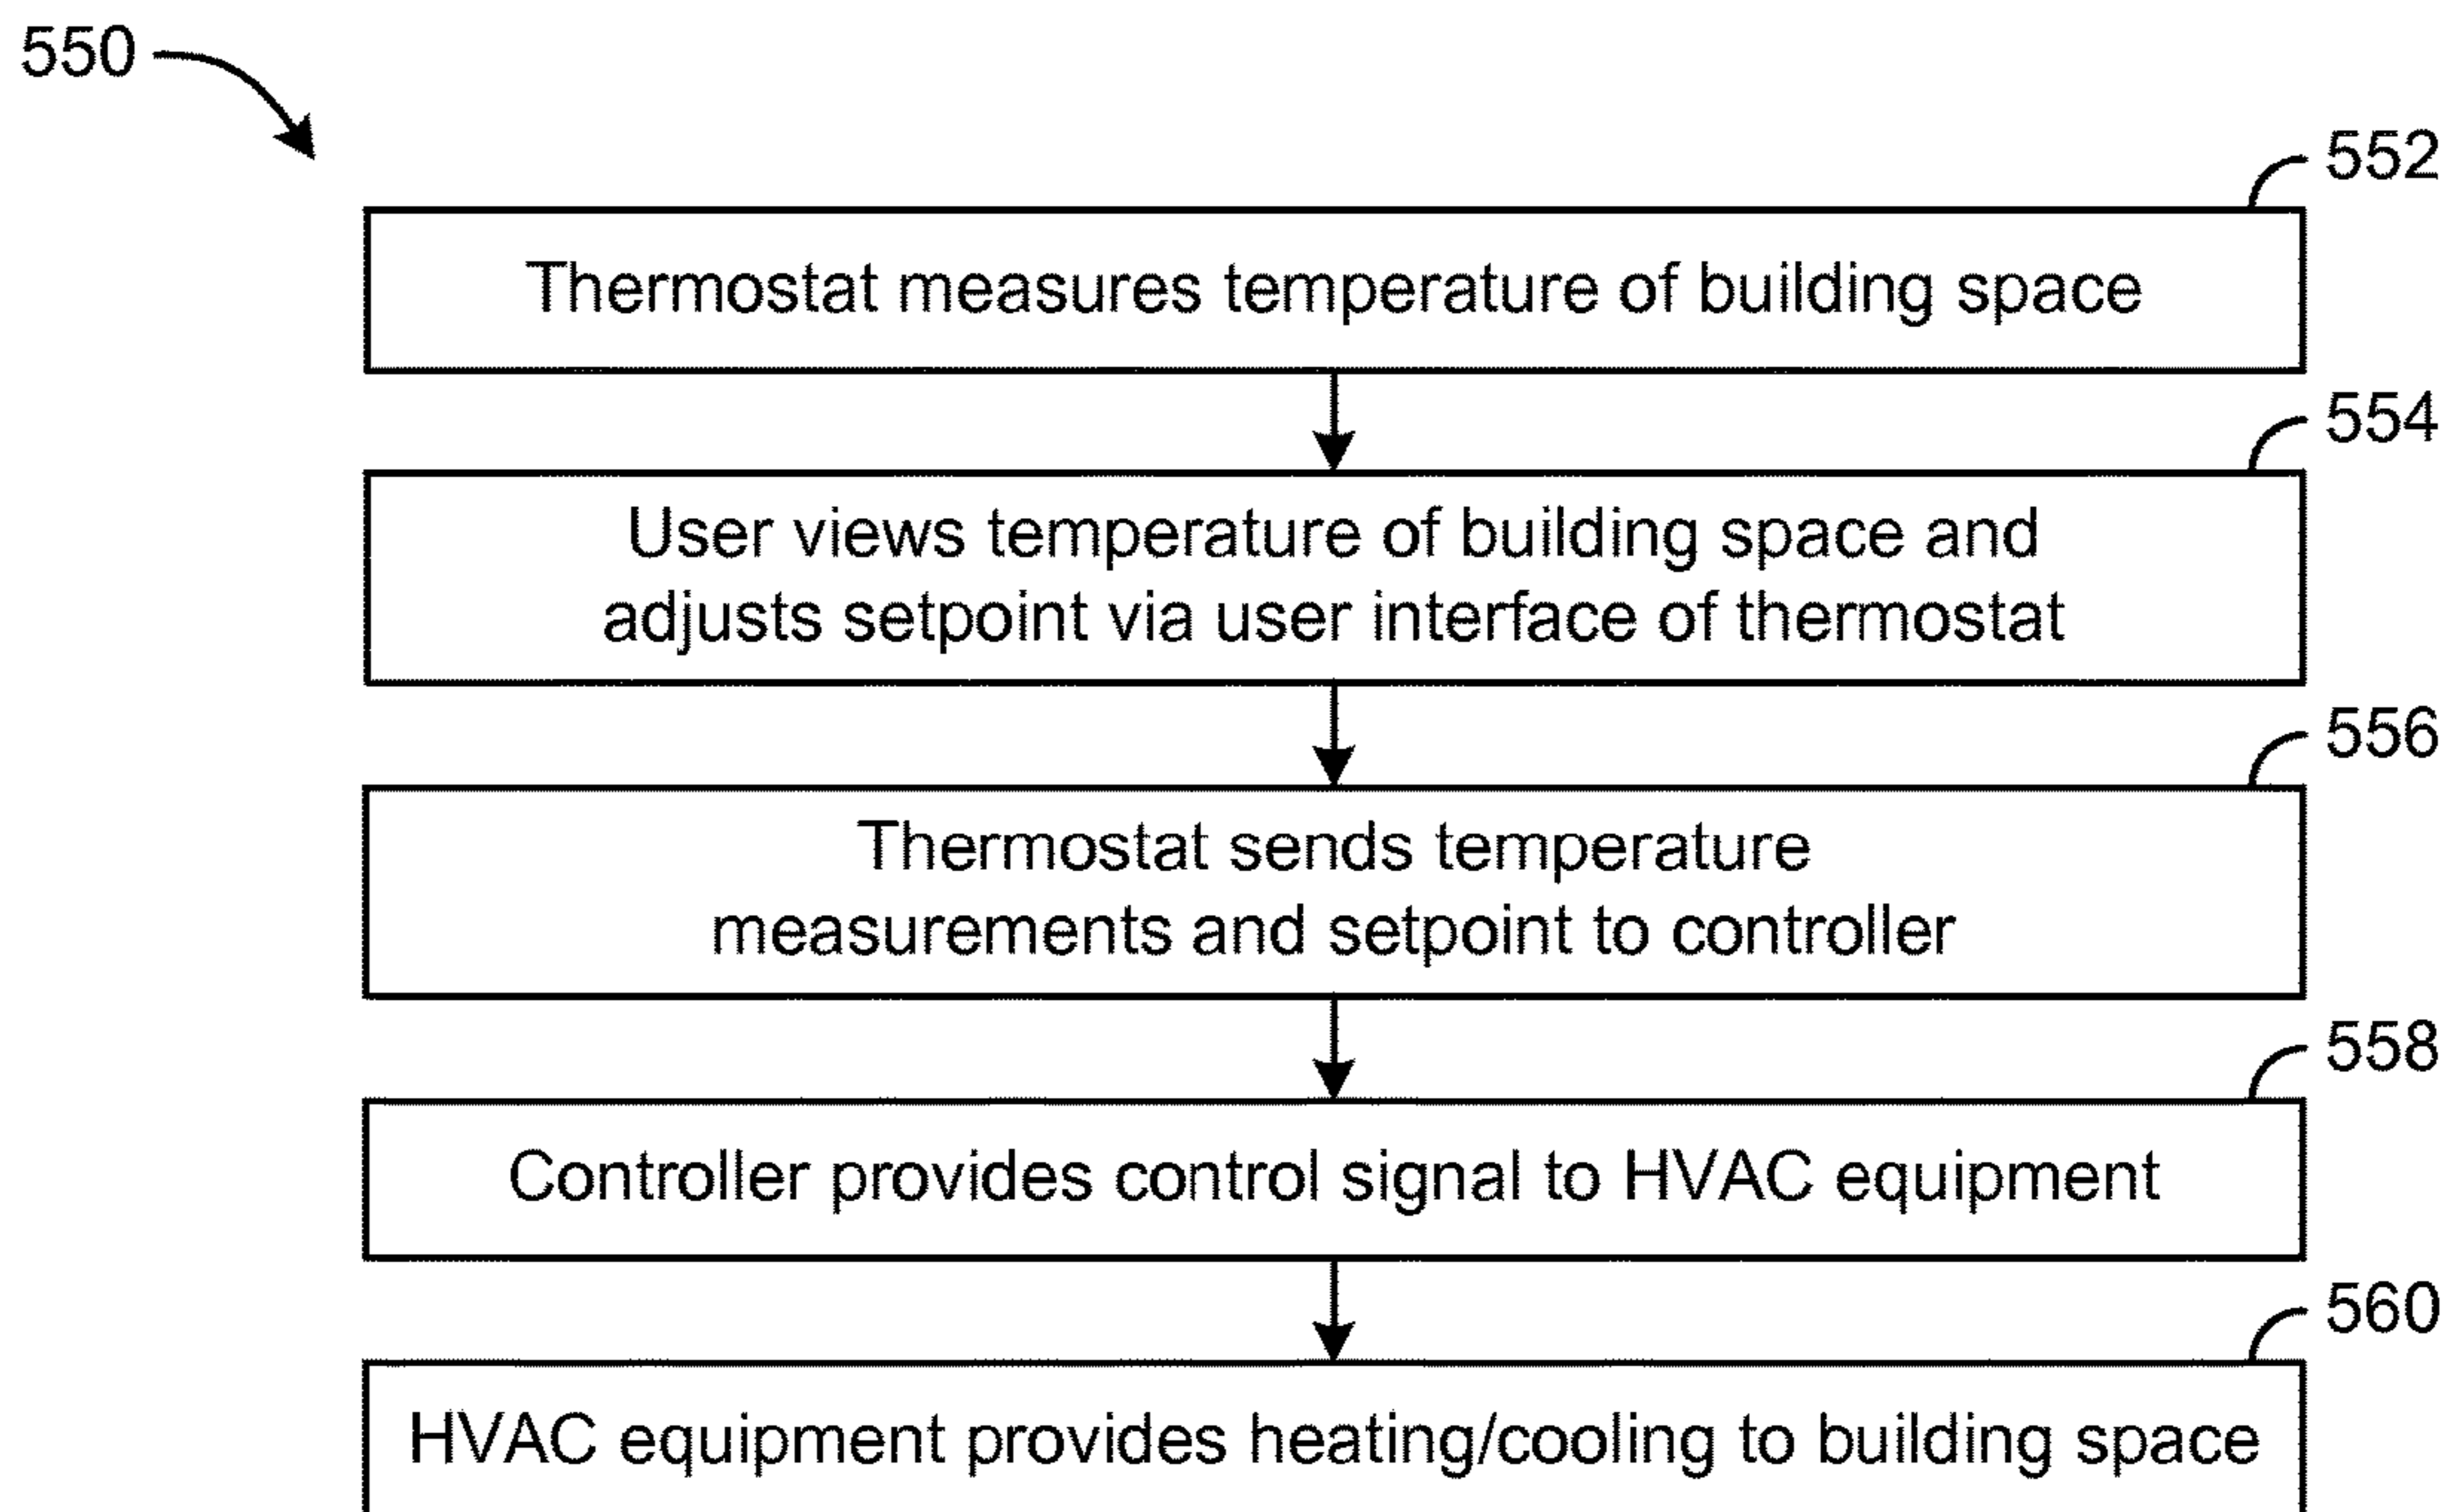 550
552
Thermostat measures temperature of building space
554
User views temperature of building space and
adjusts setpoint via user interface of thermostat
556
Thermostat sends temperature
measurements and setpoint to controller
558
Controller provides control signal to HVAC equipment
560
HVAC equipment provides heating/cooling to building space